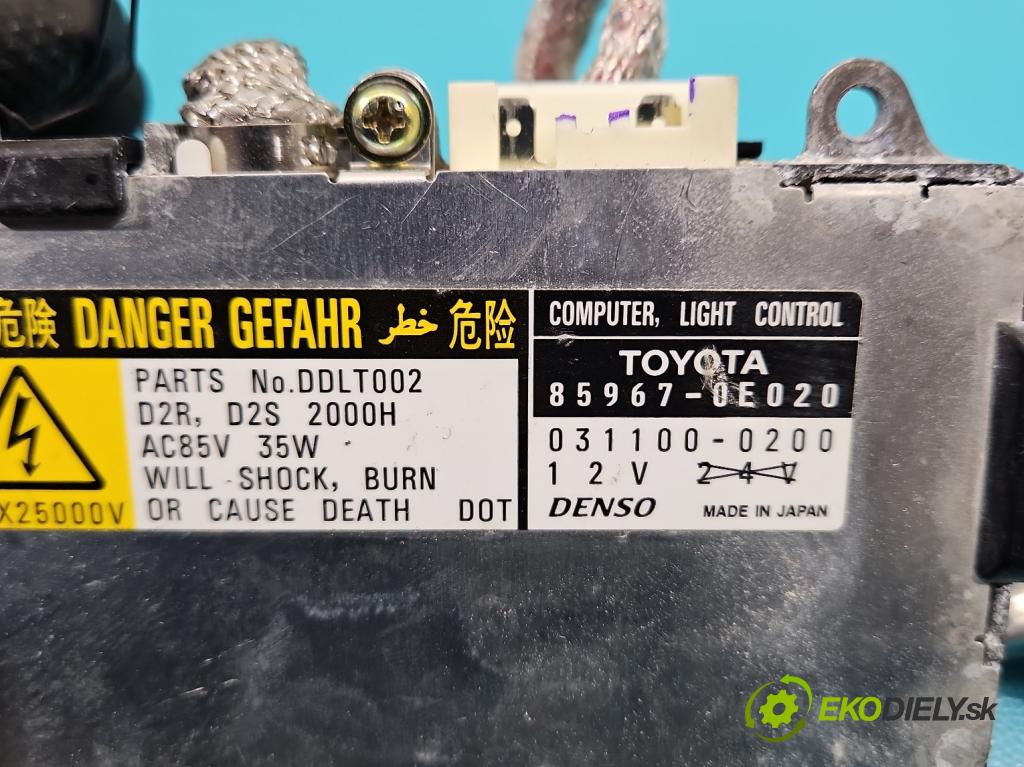 危険 DANGER GEFAHR خطر 危险
PARTS No.DDLT002
D2R, D2S 2000H
AC85V 35W
WILL SHOCK, BURN
OR CAUSE DEATH DOT
X25000V
COMPUTER, LIGHT CONTROL
TOYOTA
85967-0E020
031100-0200
12V 24V
DENSO MADE IN JAPAN
EKODIELY.sk